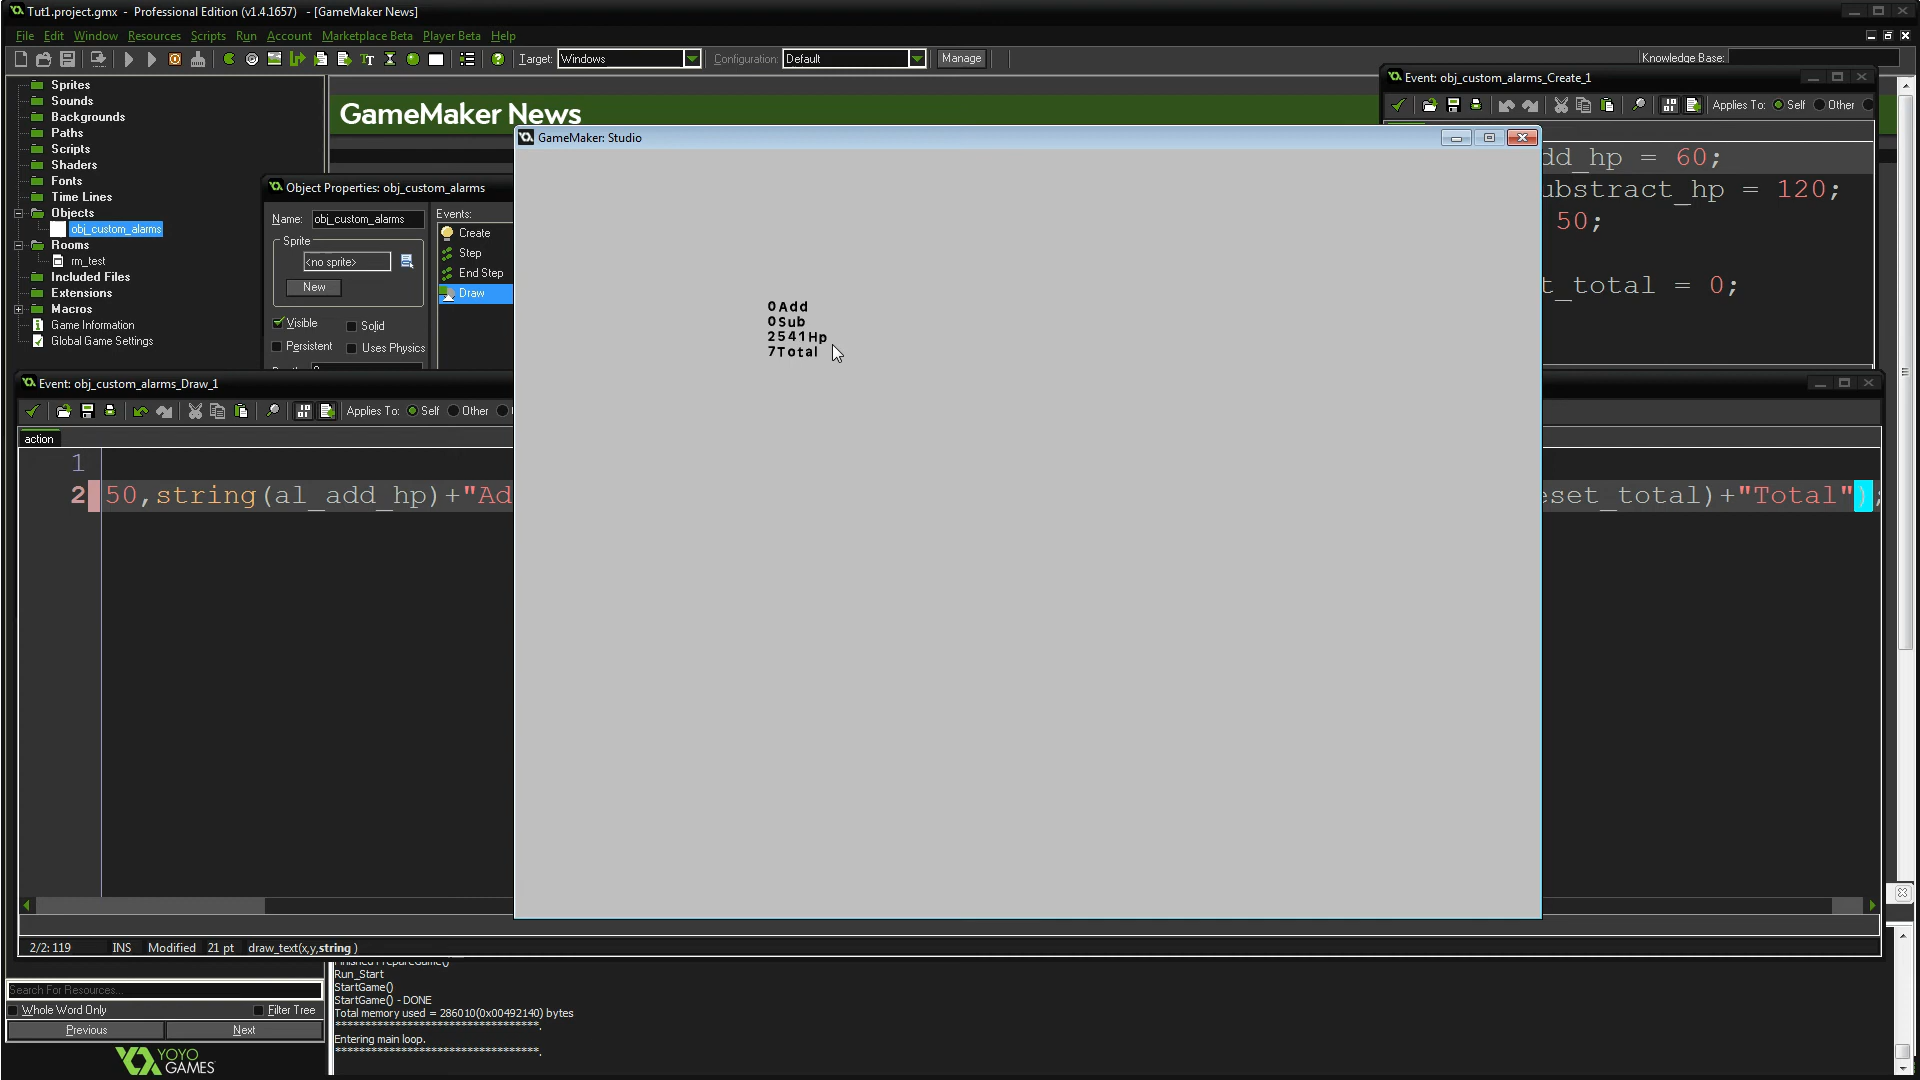 Tut1.project.gmx - Professional Edition (v1.4.1657) - [GameMaker News]
File Edit Window Resources Scripts Run Account Marketplace Beta Player Beta Help
Target: Windows Configuration: Default Manage Knowledge Base:
Sprites
Sounds
Backgrounds
Paths
Scripts
Shaders
Fonts
Time Lines
Objects
obj_custom_alarms
Rooms
rm_test
Included Files
Extensions
Macros
Game Information
Global Game Settings
GameMaker News
Object Properties: obj_custom_alarms
Name: obj_custom_alarms
Sprite
<no sprite>
New
Visible Solid
Persistent Uses Physics
Events:
Create
Step
End Step
Draw
GameMaker: Studio
0Add
0Sub
2541Hp
7Total
Event: obj_custom_alarms_Create_1
Applies To: Self Other
dd_hp = 60;
ubstract_hp = 120;
50;
t_total = 0;
Event: obj_custom_alarms_Draw_1
Applies To: Self Other
action
1
2 50,string(al_add_hp)+"Ad
eset_total)+"Total");
2/2: 119 INS Modified 21 pt draw_text(x,y,string )
Finished PrepareGame()
Run_Start
StartGame()
StartGame() - DONE
Total memory used = 286010(0x00492140) bytes
Entering main loop.
Search For Resources...
Whole Word Only Filter Tree
Previous Next
YOYO
GAMES